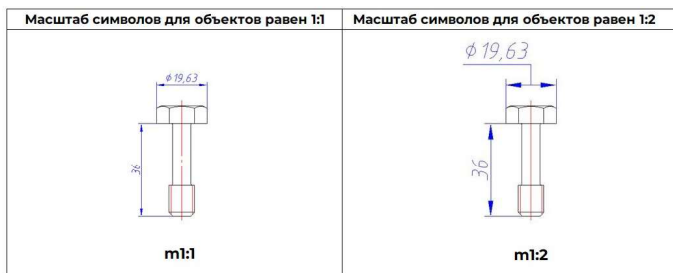 Масштаб символов для объектов равен 1:1
Масштаб символов для объектов равен 1:2
ϕ19,63
36
m1:1
ϕ19,63
36
m1:2